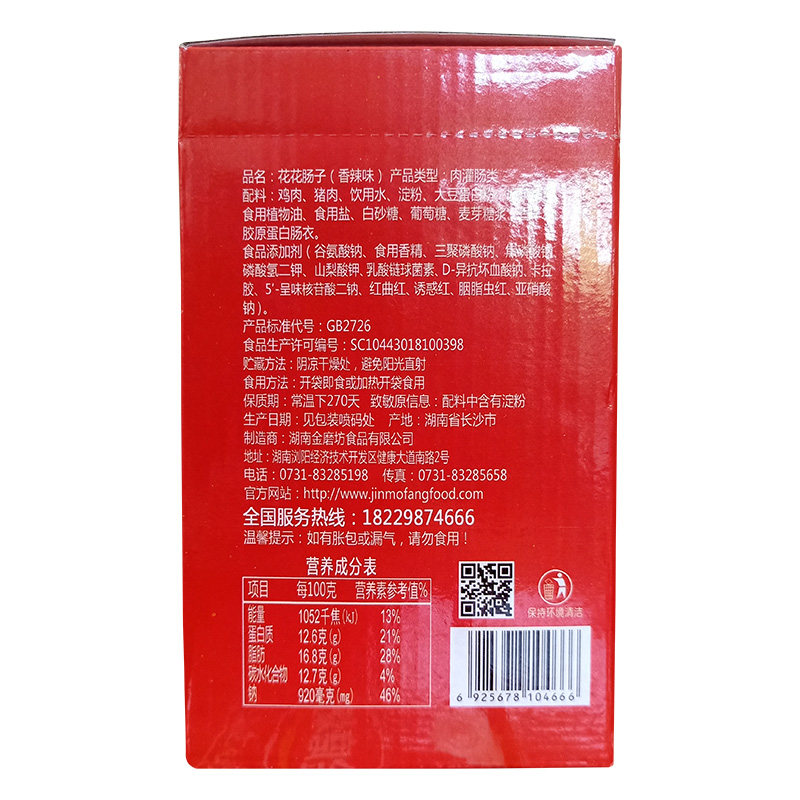 品名：花花肠子（香辣味）产品类型：肉灌肠类
配料：鸡肉、猪肉、饮用水、淀粉、大豆蛋白
食用植物油、食用盐、白砂糖、葡萄糖、麦芽糖浆
胶原蛋白肠衣。
食品添加剂（谷氨酸钠、食用香精、三聚磷酸钠、焦磷酸钠、
磷酸氢二钾、山梨酸钾、乳酸链球菌素、D-异抗坏血酸钠、卡拉
胶、5'-呈味核苷酸二钠、红曲红、诱惑红、胭脂虫红、亚硝酸
钠）。
产品标准代号：GB2726
食品生产许可编号：SC10443018100398
贮藏方法：阴凉干燥处，避免阳光直射
食用方法：开袋即食或加热开袋食用
保质期：常温下270天 致敏原信息：配料中含有淀粉
生产日期：见包装喷码处 产地：湖南省长沙市
制造商：湖南金磨坊食品有限公司
地址：湖南浏阳经济技术开发区健康大道南路2号
电话：0731-83285198 传真：0731-83285658
官方网站：http://www.jinmofangfood.com
全国服务热线：18229874666
温馨提示：如有胀包或漏气，请勿食用！
营养成分表
项目 每100克 营养素参考值%
能量 1052千焦(kJ) 13%
蛋白质 12.6克(g) 21%
脂肪 16.8克(g) 28%
碳水化合物 12.7克(g) 4%
钠 920毫克(mg) 46%
保持环境清洁
6 925678 104666